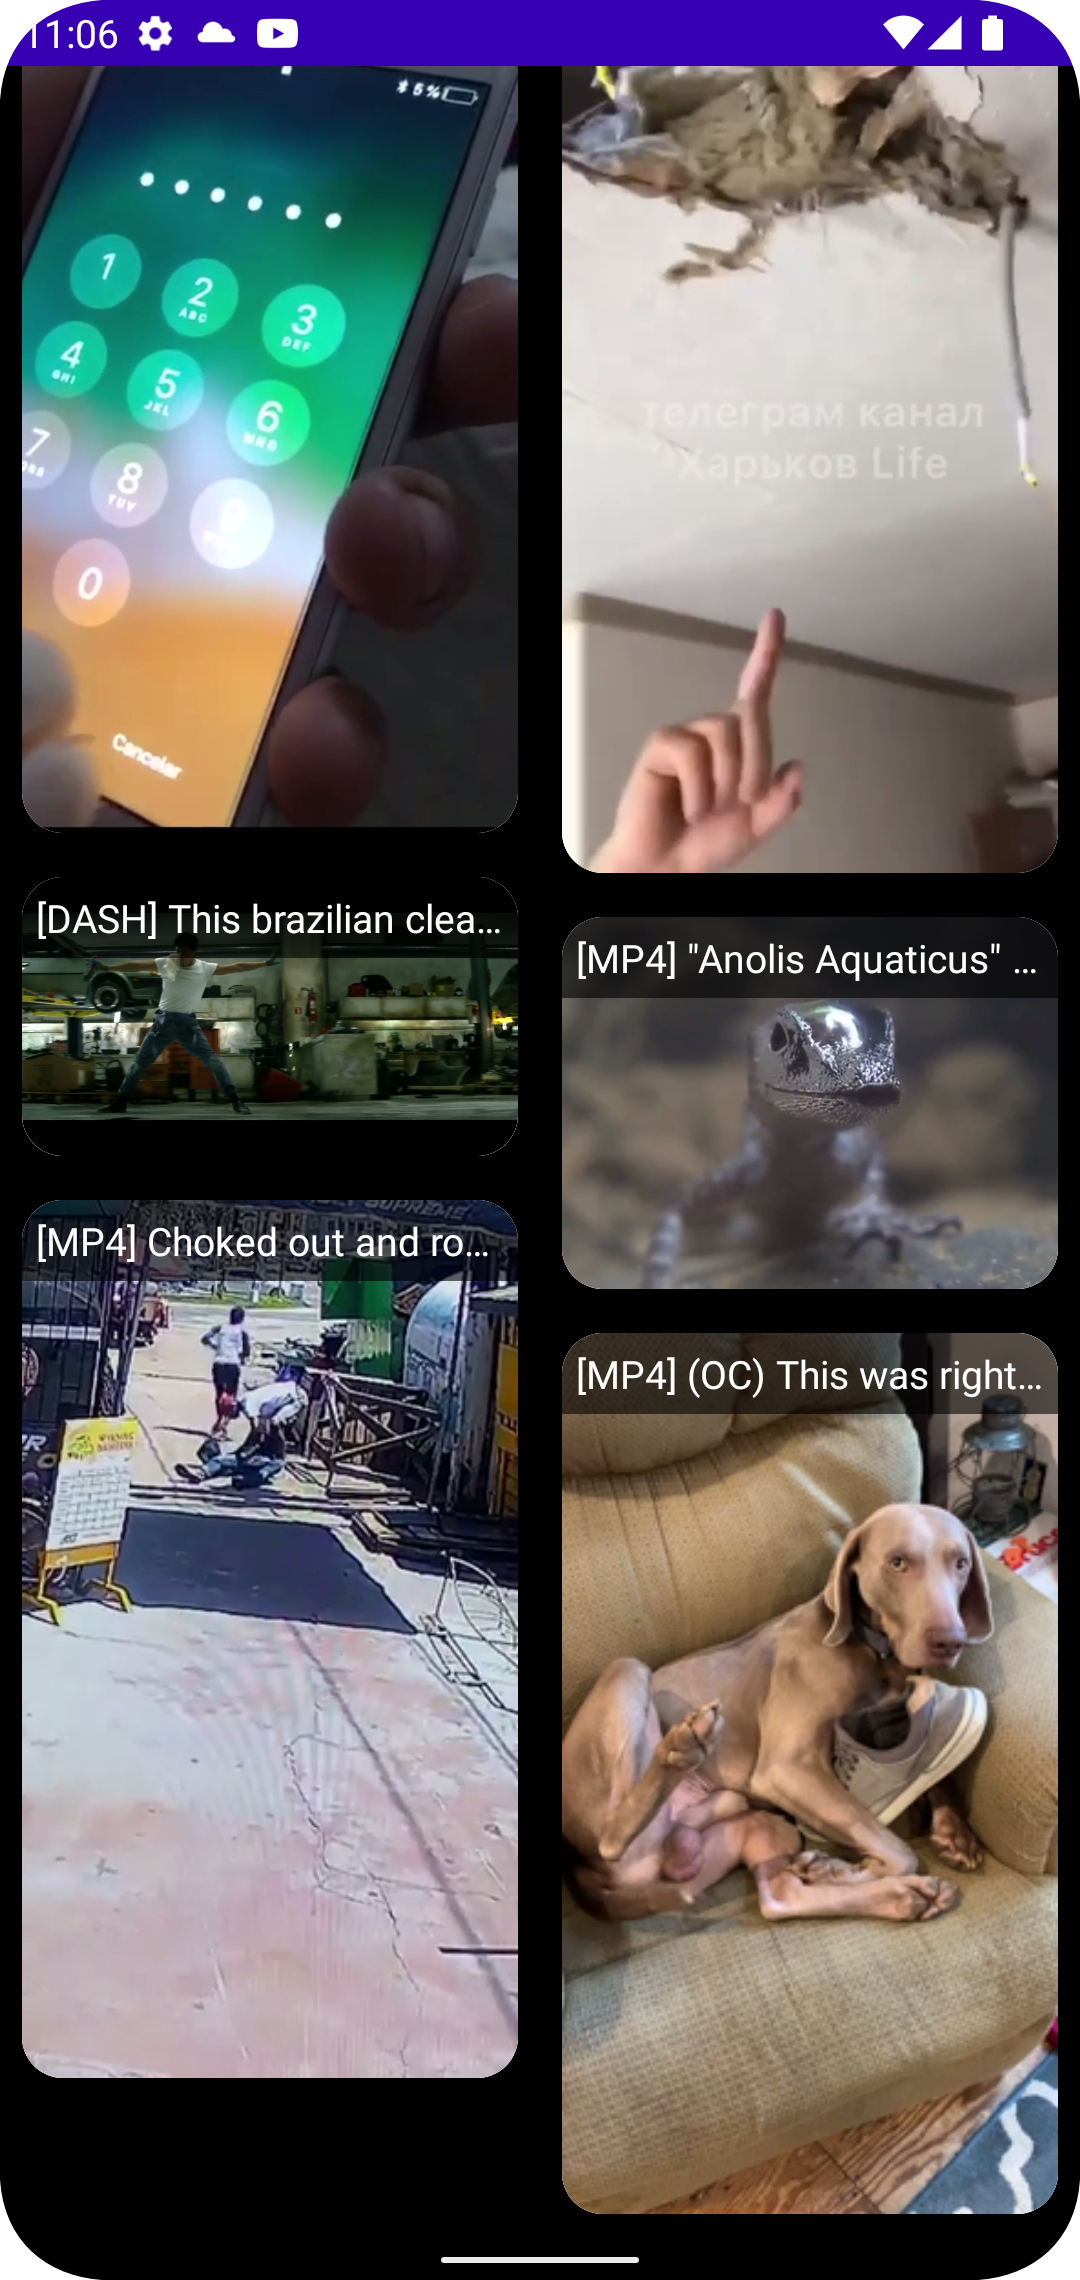 11:06
5%
1
2
ABC
3
DEF
4
GHI
5
JKL
6
MNO
7
8
TUV
9
0
Cancelar
телеграм канал
Харьков Life
[DASH] This brazilian clea...
[MP4] "Anolis Aquaticus" ...
[MP4] Choked out and ro...
SUPREME
[MP4] (OC) This was right...